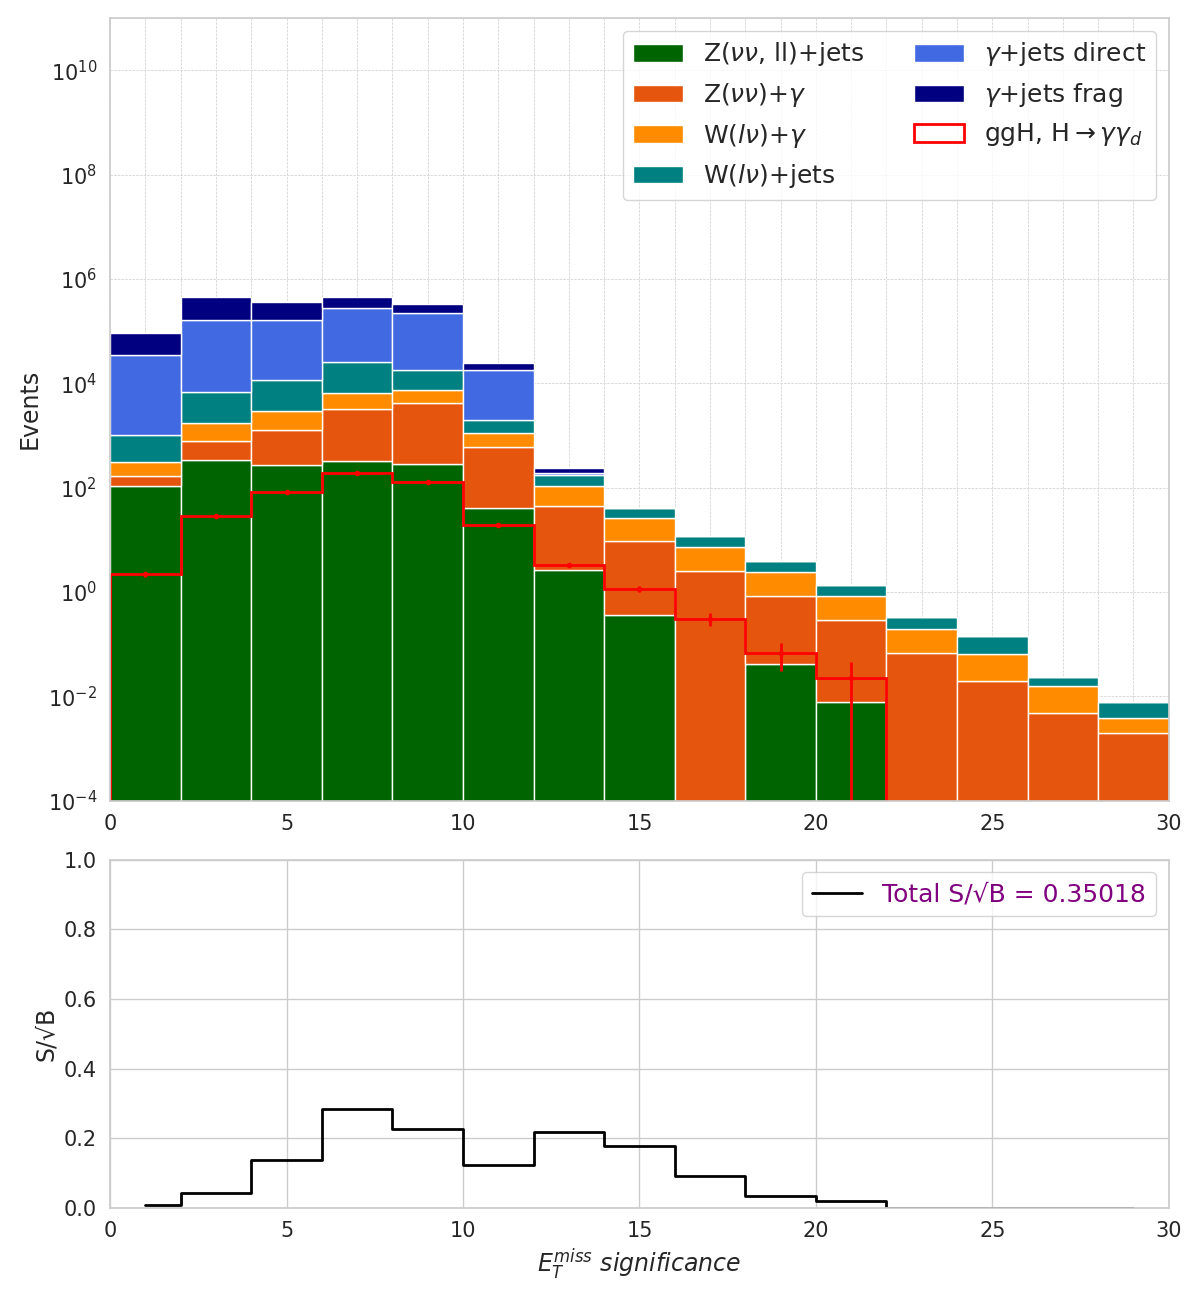 Z(νν, ll)+jets
Z(νν)+γ
W(lν)+γ
W(lν)+jets
γ+jets direct
γ+jets frag
ggH, H→γγ_d
Events
10^10
10^8
10^6
10^4
10^2
10^0
10^−2
10^−4
0 5 10 15 20 25 30
Total S/√B = 0.35018
S/√B
1.0
0.8
0.6
0.4
0.2
0.0
0 5 10 15 20 25 30
E_T^miss significance